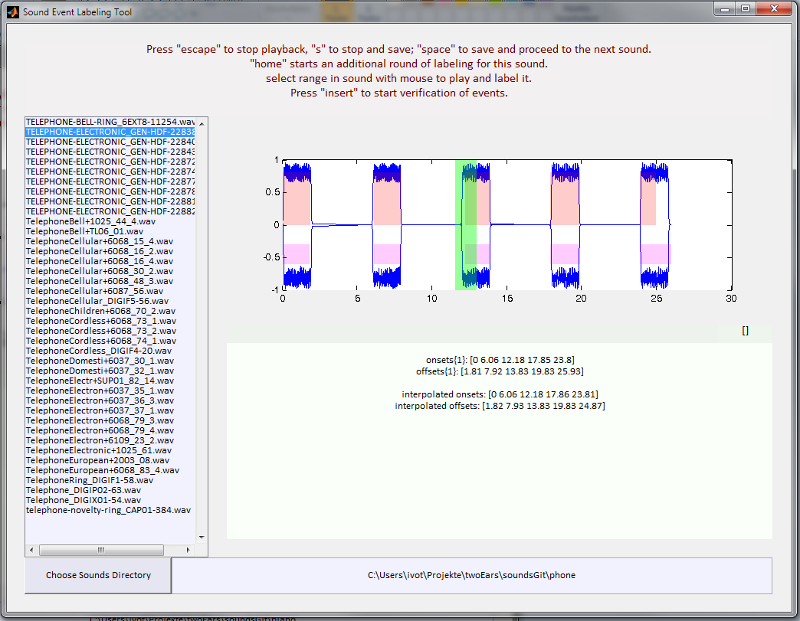 Sound Event Labeling Tool
Press "escape" to stop playback, "s" to stop and save; "space" to save and proceed to the next sound.
"home" starts an additional round of labeling for this sound.
select range in sound with mouse to play and label it.
Press "insert" to start verification of events.
TELEPHONE-BELL-RING_6EXT8-11254.wav
TELEPHONE-ELECTRONIC_GEN-HDF-22838
TELEPHONE-ELECTRONIC_GEN-HDF-22840
TELEPHONE-ELECTRONIC_GEN-HDF-22843
TELEPHONE-ELECTRONIC_GEN-HDF-22872
TELEPHONE-ELECTRONIC_GEN-HDF-22874
TELEPHONE-ELECTRONIC_GEN-HDF-22877
TELEPHONE-ELECTRONIC_GEN-HDF-22878
TELEPHONE-ELECTRONIC_GEN-HDF-22881
TELEPHONE-ELECTRONIC_GEN-HDF-22882
TelephoneBell+1025_44_4.wav
TelephoneBell+TL06_01.wav
TelephoneCellular+6068_15_4.wav
TelephoneCellular+6068_16_2.wav
TelephoneCellular+6068_16_4.wav
TelephoneCellular+6068_30_2.wav
TelephoneCellular+6068_48_3.wav
TelephoneCellular+6087_56.wav
TelephoneCellular_DIGIF5-56.wav
TelephoneChildren+6068_70_2.wav
TelephoneCordless+6068_73_1.wav
TelephoneCordless+6068_73_2.wav
TelephoneCordless+6068_74_1.wav
TelephoneCordless_DIGIF4-20.wav
TelephoneDomesti+6037_30_1.wav
TelephoneDomesti+6037_32_1.wav
TelephoneElectr+SUP01_82_14.wav
TelephoneElectron+6037_35_1.wav
TelephoneElectron+6037_36_3.wav
TelephoneElectron+6037_37_1.wav
TelephoneElectron+6068_79_3.wav
TelephoneElectron+6068_79_4.wav
TelephoneElectron+6109_23_2.wav
TelephoneElectronic+1025_61.wav
TelephoneEuropean+2003_08.wav
TelephoneEuropean+6068_83_4.wav
TelephoneRing_DIGIF1-58.wav
Telephone_DIGIP02-63.wav
Telephone_DIGIX01-54.wav
telephone-novelty-ring_CAP01-384.wav
1
0.5
0
-0.5
-1
0 5 10 15 20 25 30
[]
onsets{1}: [0 6.06 12.18 17.85 23.8]
offsets{1}: [1.81 7.92 13.83 19.83 25.93]
interpolated onsets: [0 6.06 12.18 17.86 23.81]
interpolated offsets: [1.82 7.93 13.83 19.83 24.87]
Choose Sounds Directory
C:\Users\ivot\Projekte\twoEars\soundsGit\phone